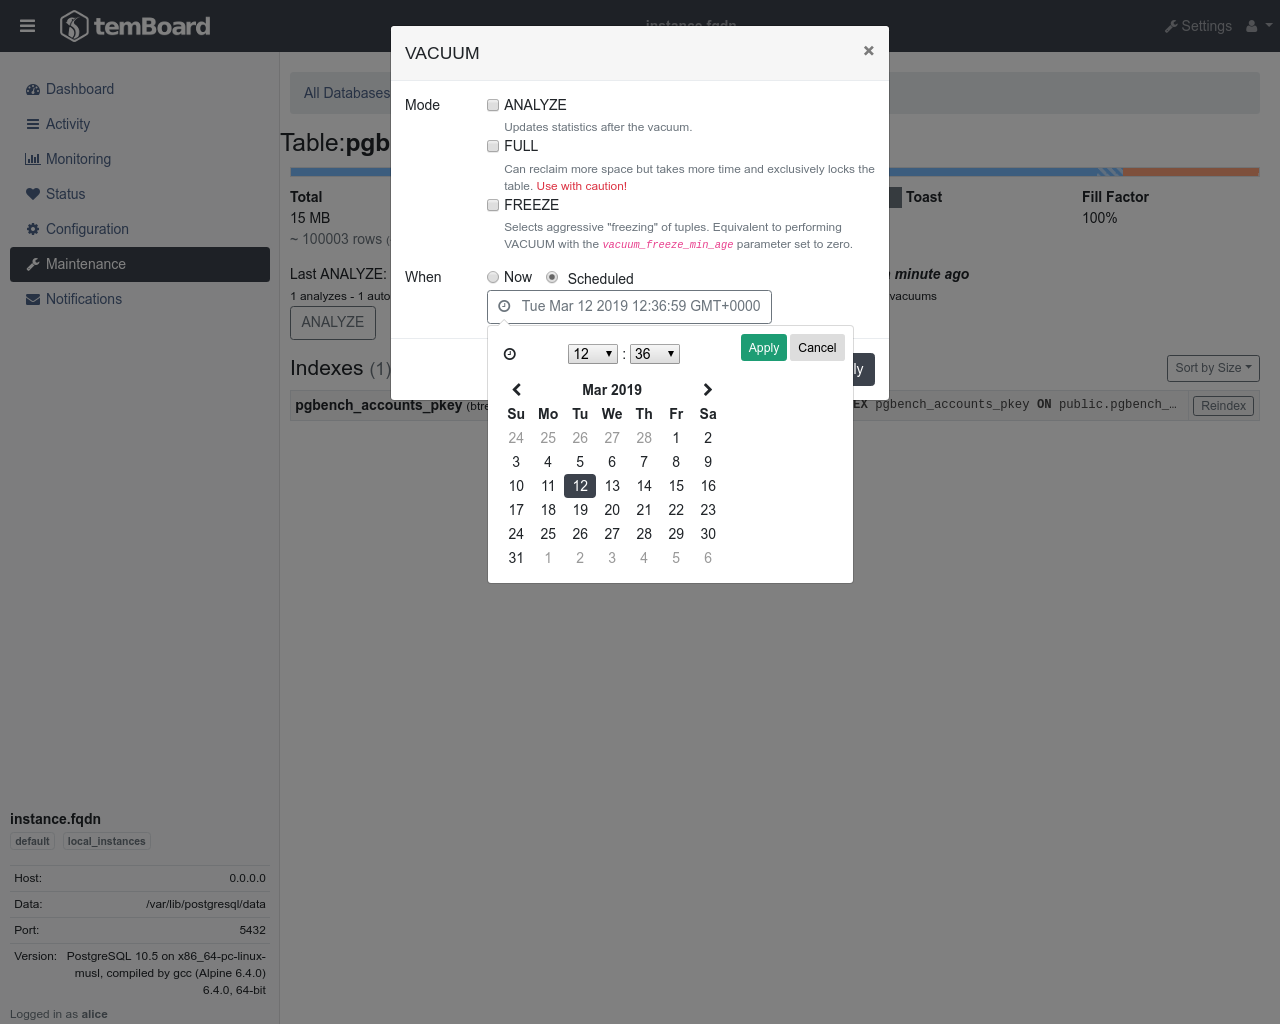 temBoard
instance.fqdn
Settings
VACUUM
×
Dashboard
Activity
Monitoring
Status
Configuration
Maintenance
Notifications
All Databases
Table:pgb
Total
15 MB
~ 100003 rows (
Last ANALYZE:
1 analyzes - 1 auto
ANALYZE
Toast
Fill Factor
100%
minute ago
vacuums
Indexes (1)
Sort by Size
pgbench_accounts_pkey (btre
EX pgbench_accounts_pkey ON public.pgbench_…
Reindex
Mode
ANALYZE
Updates statistics after the vacuum.
FULL
Can reclaim more space but takes more time and exclusively locks the
table. Use with caution!
FREEZE
Selects aggressive "freezing" of tuples. Equivalent to performing
VACUUM with the vacuum_freeze_min_age parameter set to zero.
When
Now Scheduled
Tue Mar 12 2019 12:36:59 GMT+0000
12 : 36
Apply Cancel
ly
Mar 2019
Su Mo Tu We Th Fr Sa
24 25 26 27 28 1 2
3 4 5 6 7 8 9
10 11 12 13 14 15 16
17 18 19 20 21 22 23
24 25 26 27 28 29 30
31 1 2 3 4 5 6
instance.fqdn
default local_instances
Host: 0.0.0.0
Data: /var/lib/postgresql/data
Port: 5432
Version: PostgreSQL 10.5 on x86_64-pc-linux-
musl, compiled by gcc (Alpine 6.4.0)
6.4.0, 64-bit
Logged in as alice